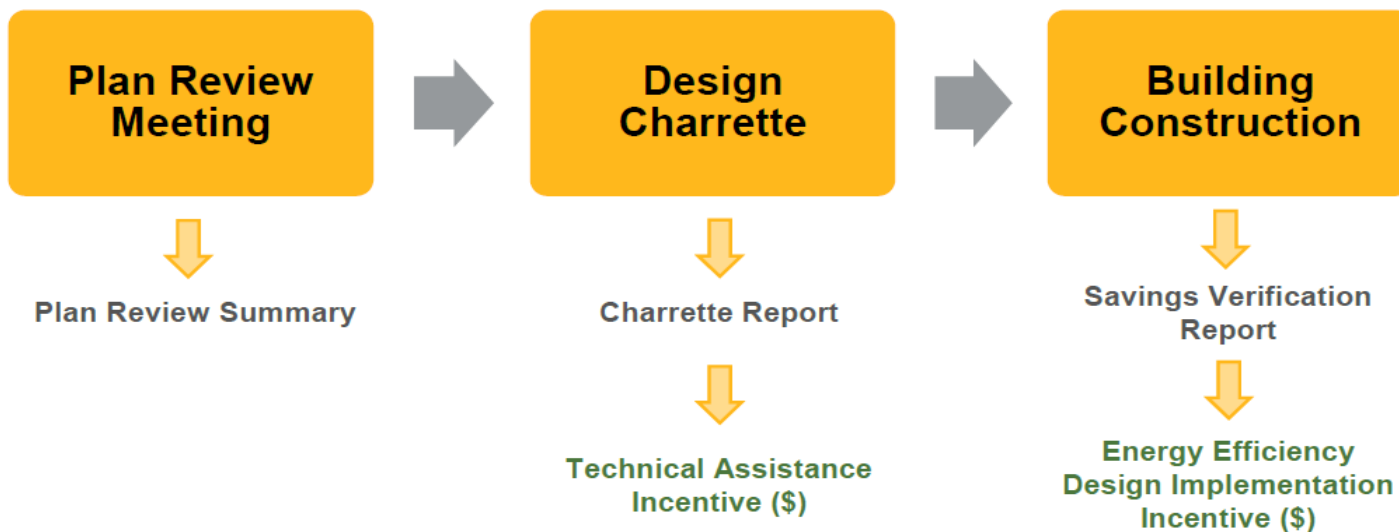 Plan Review
Meeting
Design
Charrette
Building
Construction
Plan Review Summary
Charrette Report
Savings Verification
Report
Technical Assistance
Incentive ($)
Energy Efficiency
Design Implementation
Incentive ($)